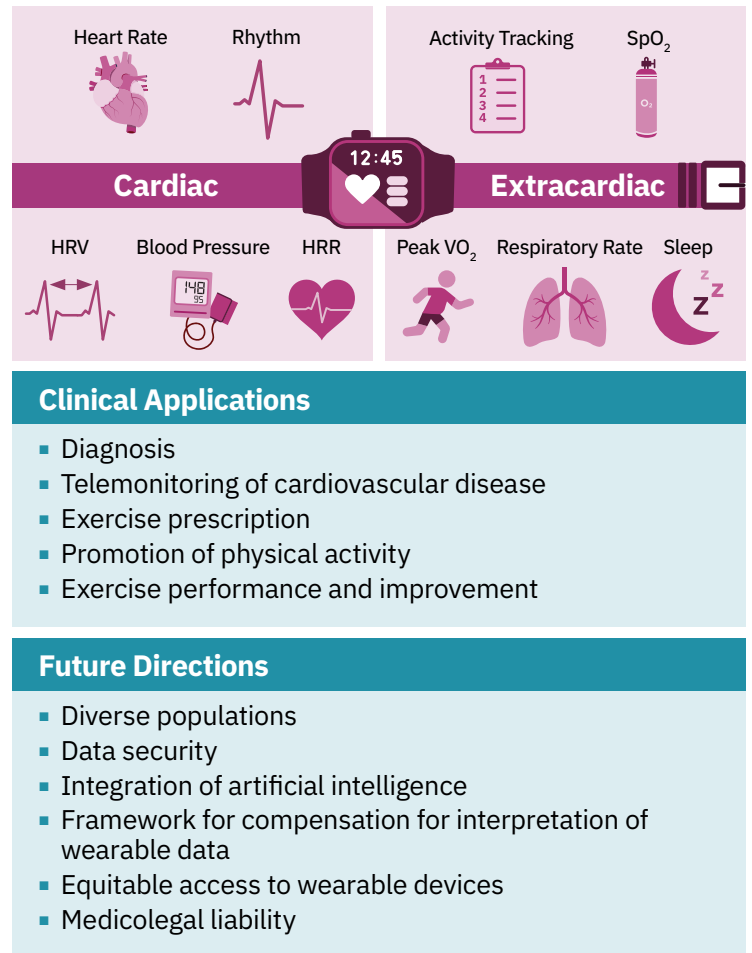 Heart Rate
Rhythm
Activity Tracking
SpO₂
1
2
3
4
O₂
12:45
Cardiac
Extracardiac
HRV
Blood Pressure
HRR
Peak VO₂
Respiratory Rate
Sleep
148
95
z
z
z
Clinical Applications
▪ Diagnosis
▪ Telemonitoring of cardiovascular disease
▪ Exercise prescription
▪ Promotion of physical activity
▪ Exercise performance and improvement
Future Directions
▪ Diverse populations
▪ Data security
▪ Integration of artificial intelligence
▪ Framework for compensation for interpretation of
wearable data
▪ Equitable access to wearable devices
▪ Medicolegal liability